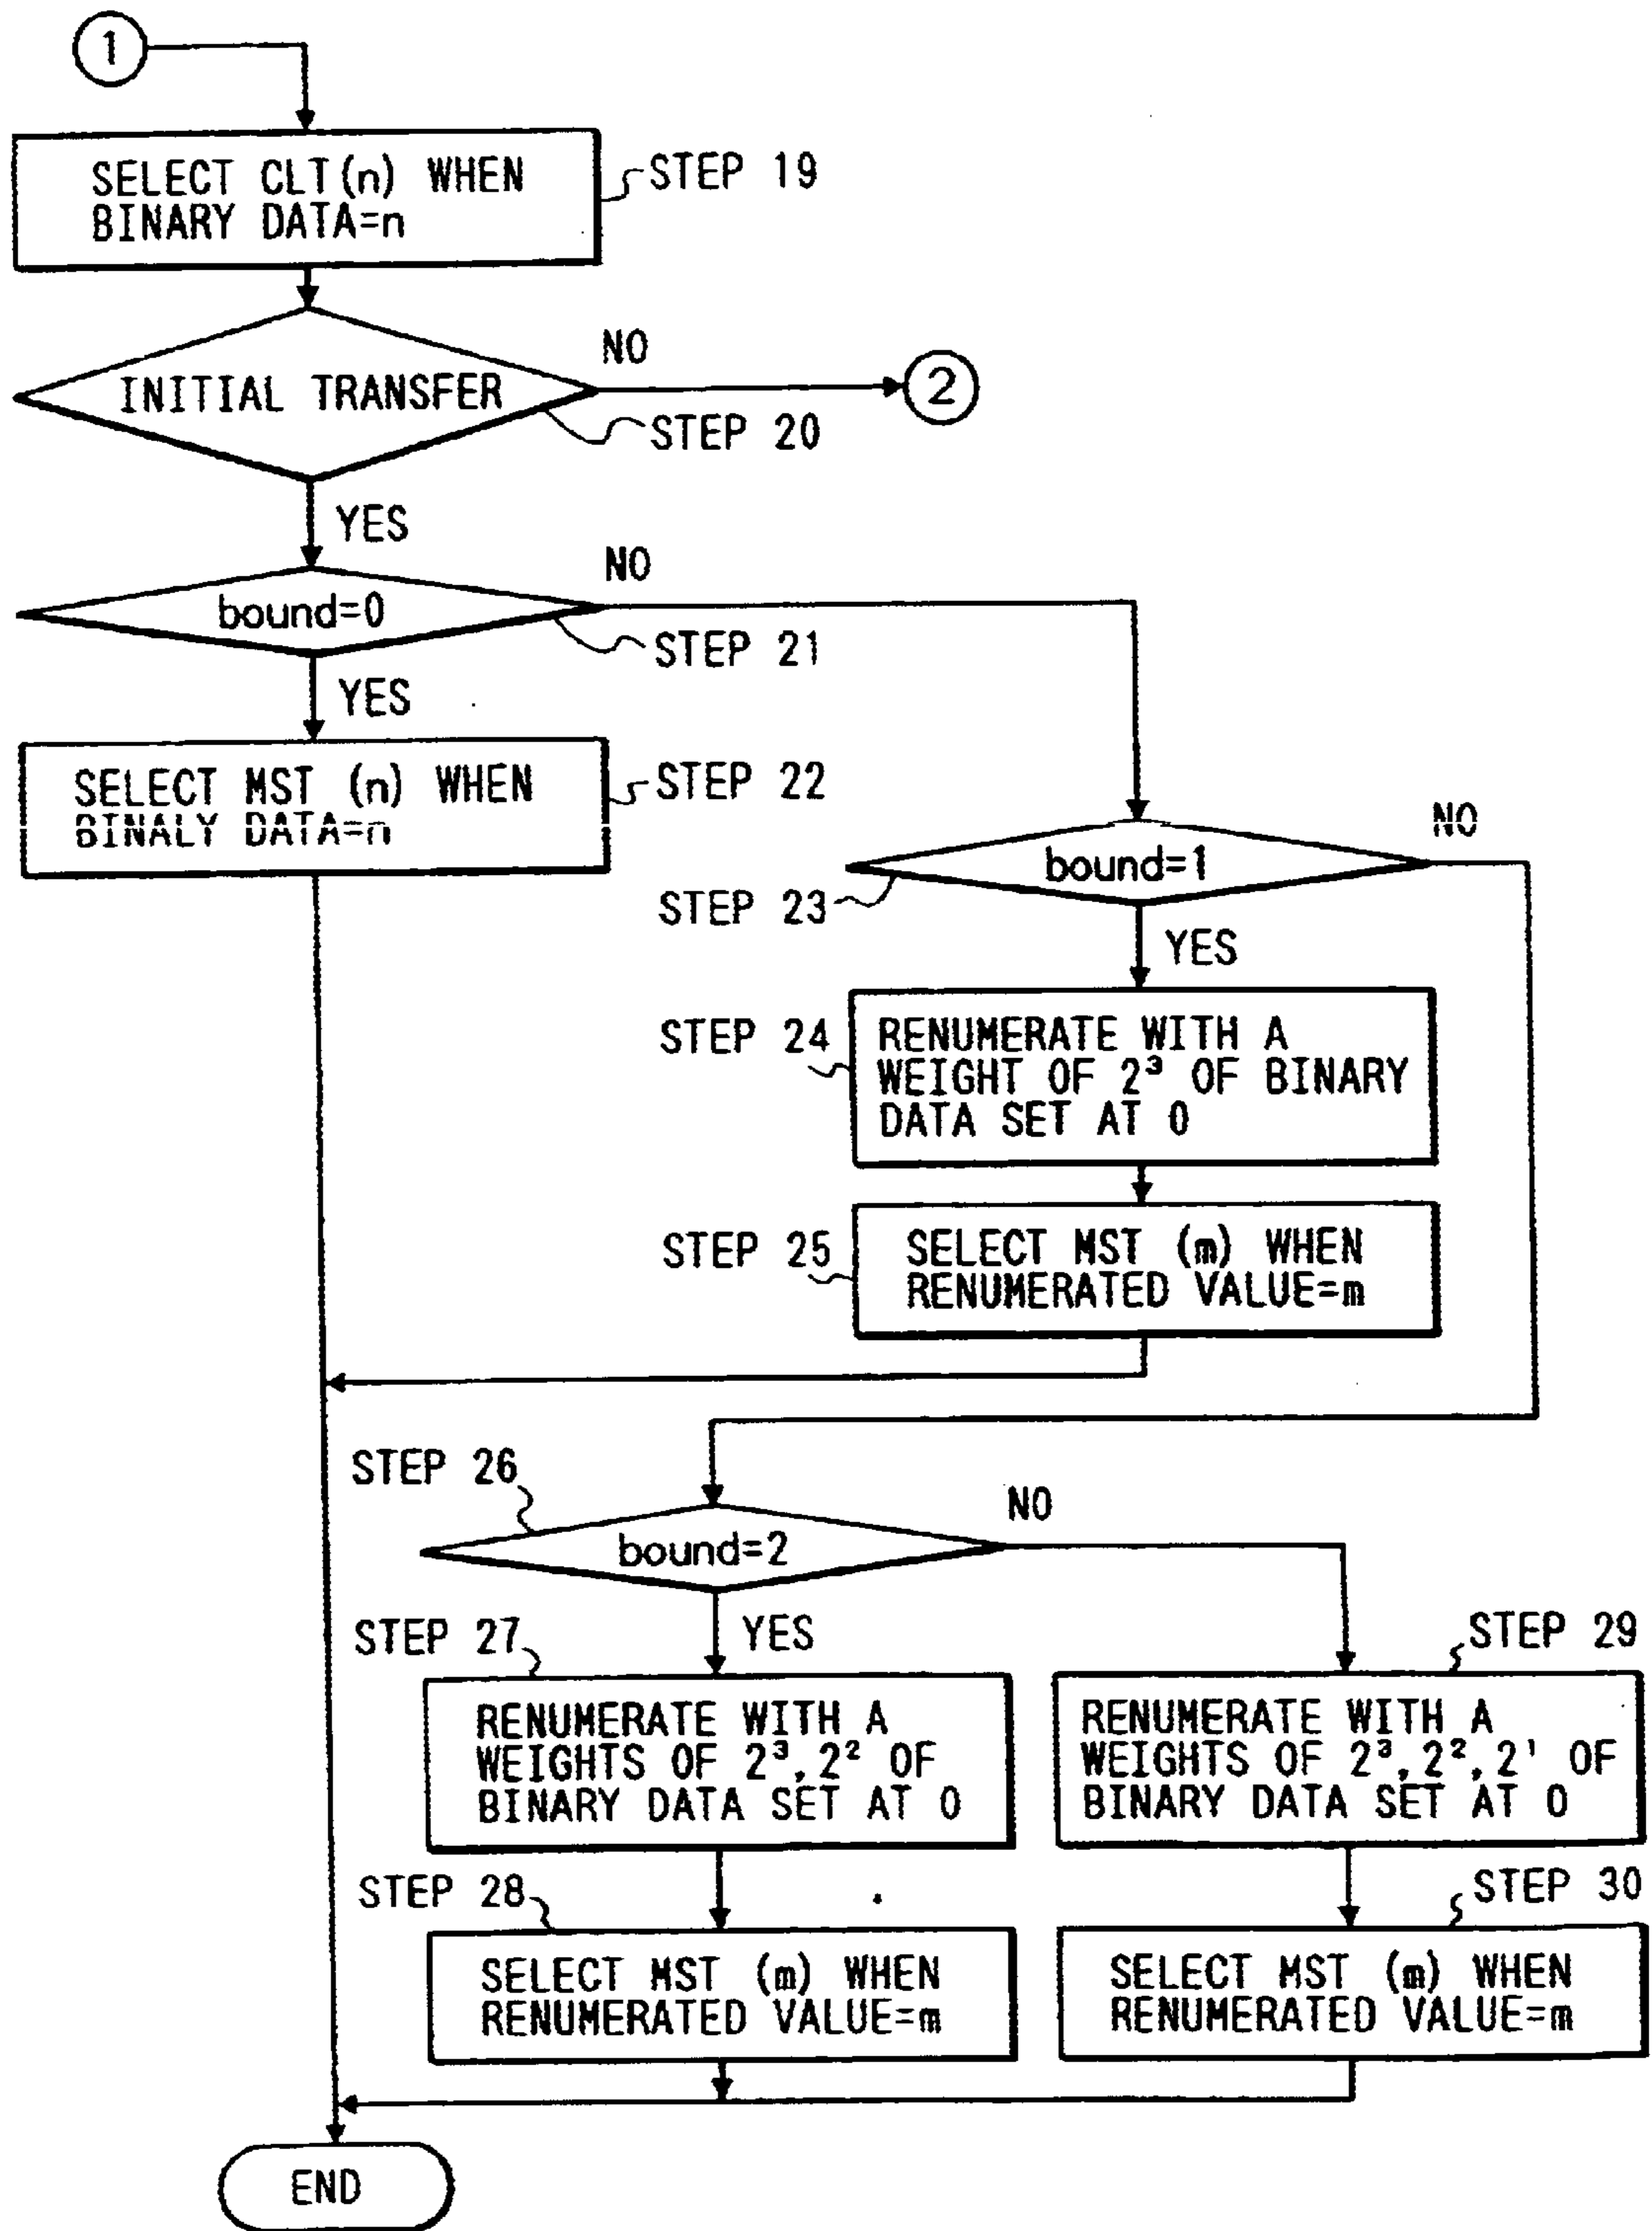 1
SELECT CLT(n) WHEN
BINARY DATA=n
STEP 19
INITIAL TRANSFER
NO
2
STEP 20
YES
bound=0
NO
STEP 21
YES
SELECT MST (n) WHEN
BINALY DATA=n
STEP 22
bound=1
NO
STEP 23
YES
STEP 24
RENUMERATE WITH A
WEIGHT OF 2³ OF BINARY
DATA SET AT 0
STEP 25
SELECT MST (m) WHEN
RENUMERATED VALUE=m
STEP 26
bound=2
NO
YES
STEP 27
RENUMERATE WITH A
WEIGHTS OF 2³,2² OF
BINARY DATA SET AT 0
STEP 29
RENUMERATE WITH A
WEIGHTS OF 2³,2²,2¹ OF
BINARY DATA SET AT 0
STEP 28
SELECT MST (m) WHEN
RENUMERATED VALUE=m
STEP 30
SELECT MST (m) WHEN
RENUMERATED VALUE=m
END